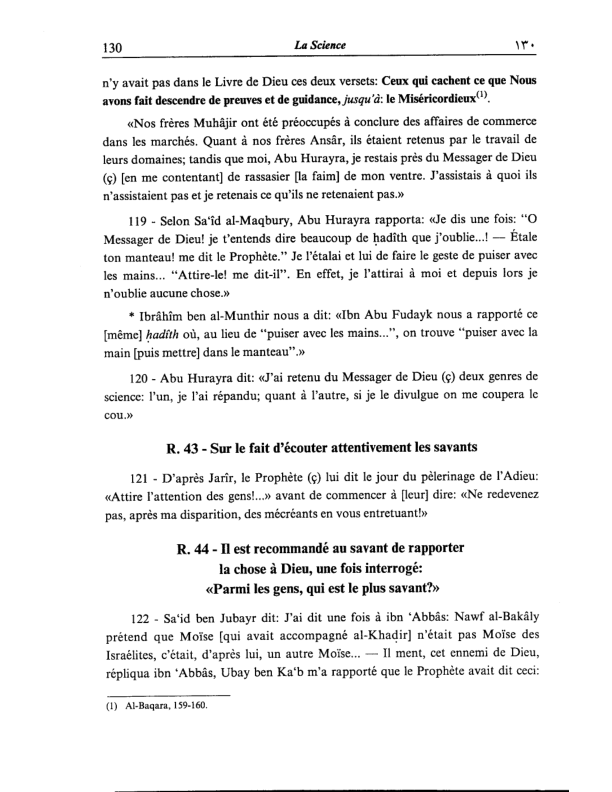 130 La Science ١٣٠
n'y avait pas dans le Livre de Dieu ces deux versets: Ceux qui cachent ce que Nous
avons fait descendre de preuves et de guidance, jusqu'à: le Miséricordieux(1).
«Nos frères Muhâjir ont été préoccupés à conclure des affaires de commerce
dans les marchés. Quant à nos frères Ansâr, ils étaient retenus par le travail de
leurs domaines; tandis que moi, Abu Hurayra, je restais près du Messager de Dieu
(ç) [en me contentant] de rassasier [la faim] de mon ventre. J'assistais à quoi ils
n'assistaient pas et je retenais ce qu'ils ne retenaient pas.»
119 - Selon Sa‘îd al-Maqbury, Abu Hurayra rapporta: «Je dis une fois: “O
Messager de Dieu! je t'entends dire beaucoup de ḥadîth que j'oublie...! — Étale
ton manteau! me dit le Prophète.” Je l'étalai et lui de faire le geste de puiser avec
les mains... “Attire-le! me dit-il”. En effet, je l'attirai à moi et depuis lors je
n'oublie aucune chose.»
* Ibrâhîm ben al-Munthir nous a dit: «Ibn Abu Fudayk nous a rapporté ce
[même] ḥadîth où, au lieu de “puiser avec les mains...”, on trouve “puiser avec la
main [puis mettre] dans le manteau”.»
120 - Abu Hurayra dit: «J'ai retenu du Messager de Dieu (ç) deux genres de
science: l'un, je l'ai répandu; quant à l'autre, si je le divulgue on me coupera le
cou.»
R. 43 - Sur le fait d'écouter attentivement les savants
121 - D'après Jarîr, le Prophète (ç) lui dit le jour du pèlerinage de l'Adieu:
«Attire l'attention des gens!...» avant de commencer à [leur] dire: «Ne redevenez
pas, après ma disparition, des mécréants en vous entretuant!»
R. 44 - Il est recommandé au savant de rapporter
la chose à Dieu, une fois interrogé:
«Parmi les gens, qui est le plus savant?»
122 - Sa‘id ben Jubayr dit: J'ai dit une fois à ibn ‘Abbâs: Nawf al-Bakâly
prétend que Moïse [qui avait accompagné al-Khaḍir] n'était pas Moïse des
Israélites, c'était, d'après lui, un autre Moïse... — Il ment, cet ennemi de Dieu,
répliqua ibn ‘Abbâs, Ubay ben Ka‘b m'a rapporté que le Prophète avait dit ceci:
(1) Al-Baqara, 159-160.